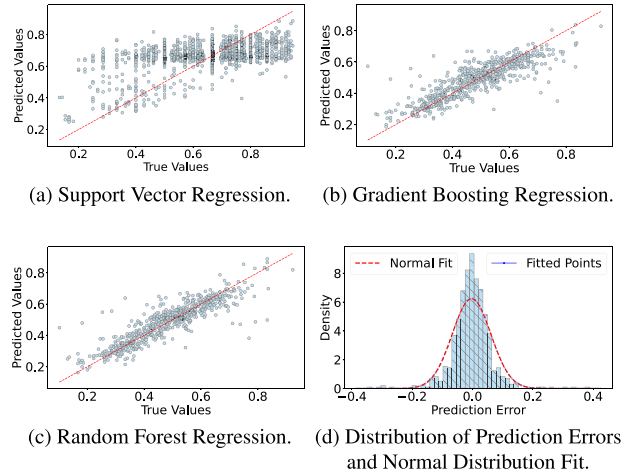 Predicted Values
0.8
0.6
0.4
0.2
0.2 0.4 0.6 0.8
True Values
(a) Support Vector Regression.
Predicted Values
0.8
0.6
0.4
0.2
0.2 0.4 0.6 0.8
True Values
(b) Gradient Boosting Regression.
Predicted Values
0.8
0.6
0.4
0.2
0.2 0.4 0.6 0.8
True Values
(c) Random Forest Regression.
Normal Fit
Fitted Points
Density
8
6
4
2
0
−0.4 −0.2 0.0 0.2 0.4
Prediction Error
(d) Distribution of Prediction Errors
and Normal Distribution Fit.